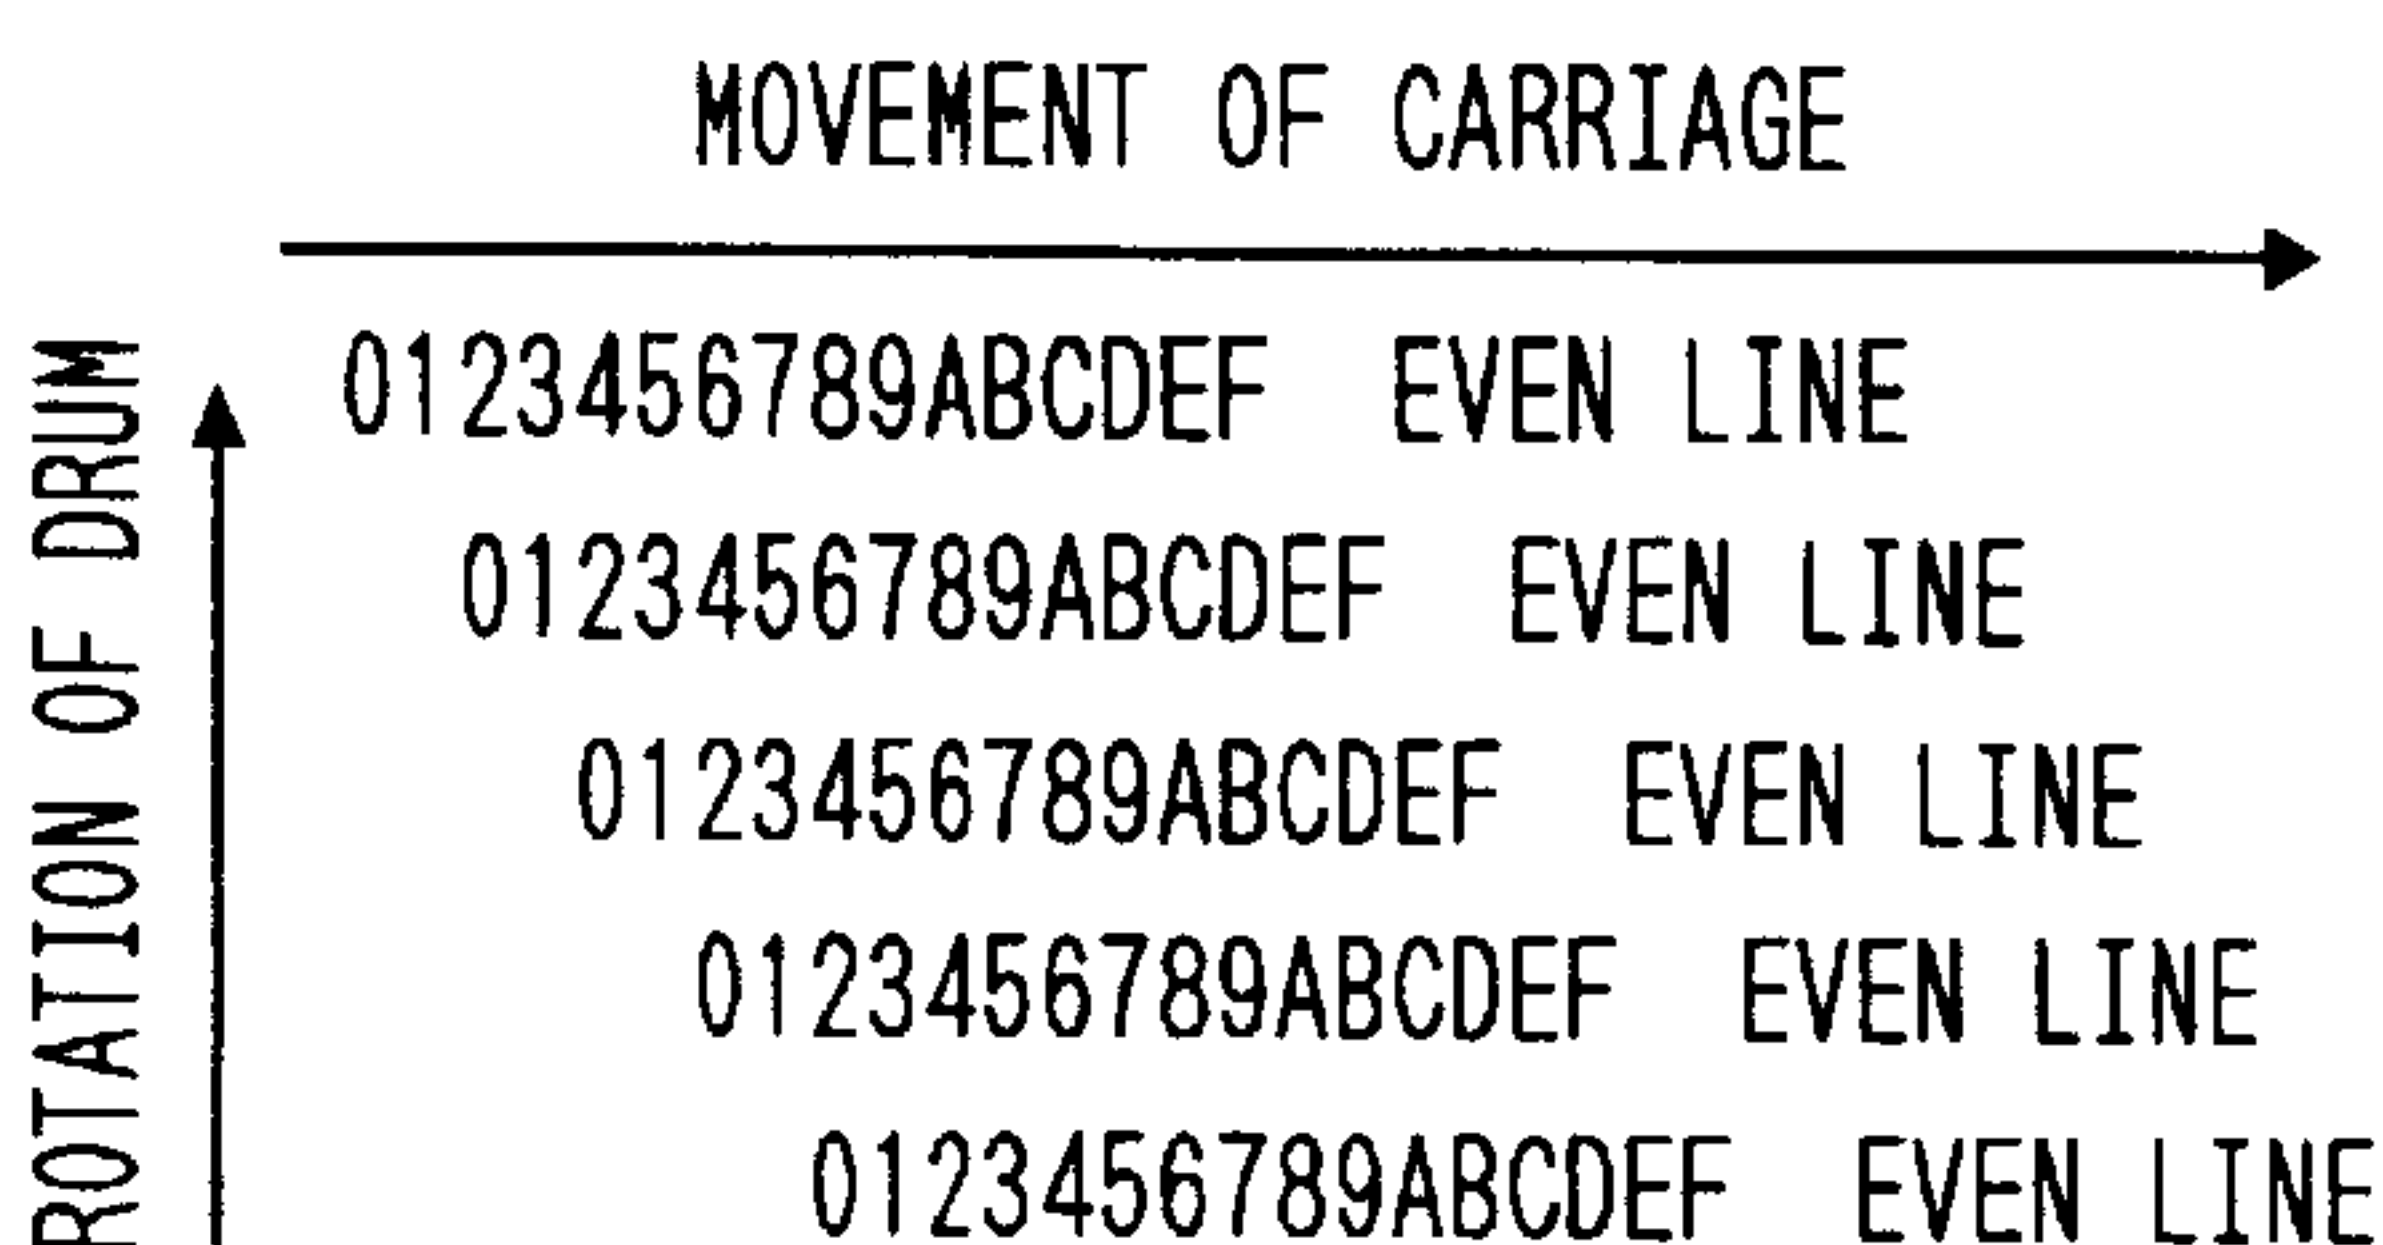 MOVEMENT OF CARRIAGE
ROTATION OF DRUM
0123456789ABCDEF EVEN LINE
0123456789ABCDEF EVEN LINE
0123456789ABCDEF EVEN LINE
0123456789ABCDEF EVEN LINE
0123456789ABCDEF EVEN LINE